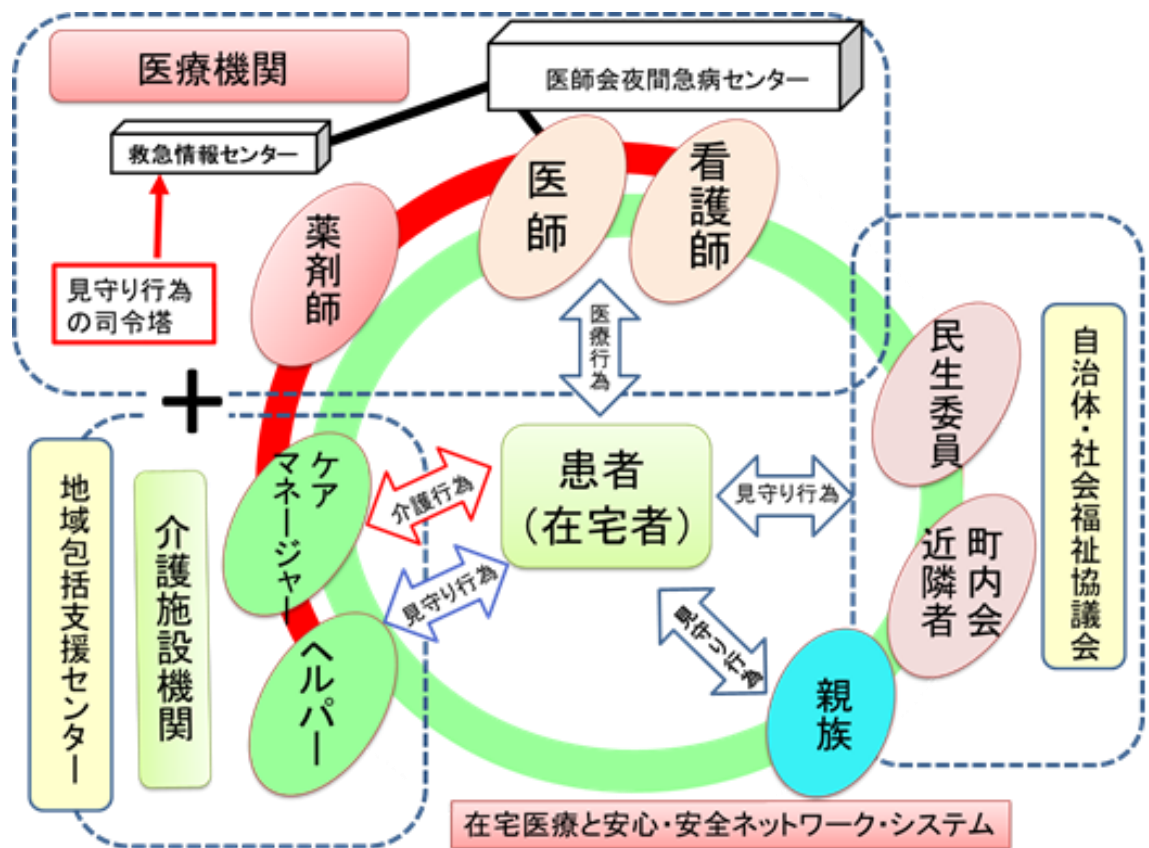 医療機関
医師会夜間急病センター
救急情報センター
見守り行為
の司令塔
薬剤師
医師
看護師
医療行為
民生委員
町内会
近隣者
自治体・社会福祉協議会
ケア
マネージャー
介護行為
患者
（在宅者）
見守り行為
見守り行為
見守り行為
地域包括支援センター
介護施設機関
ヘルパー
親族
在宅医療と安心・安全ネットワーク・システム